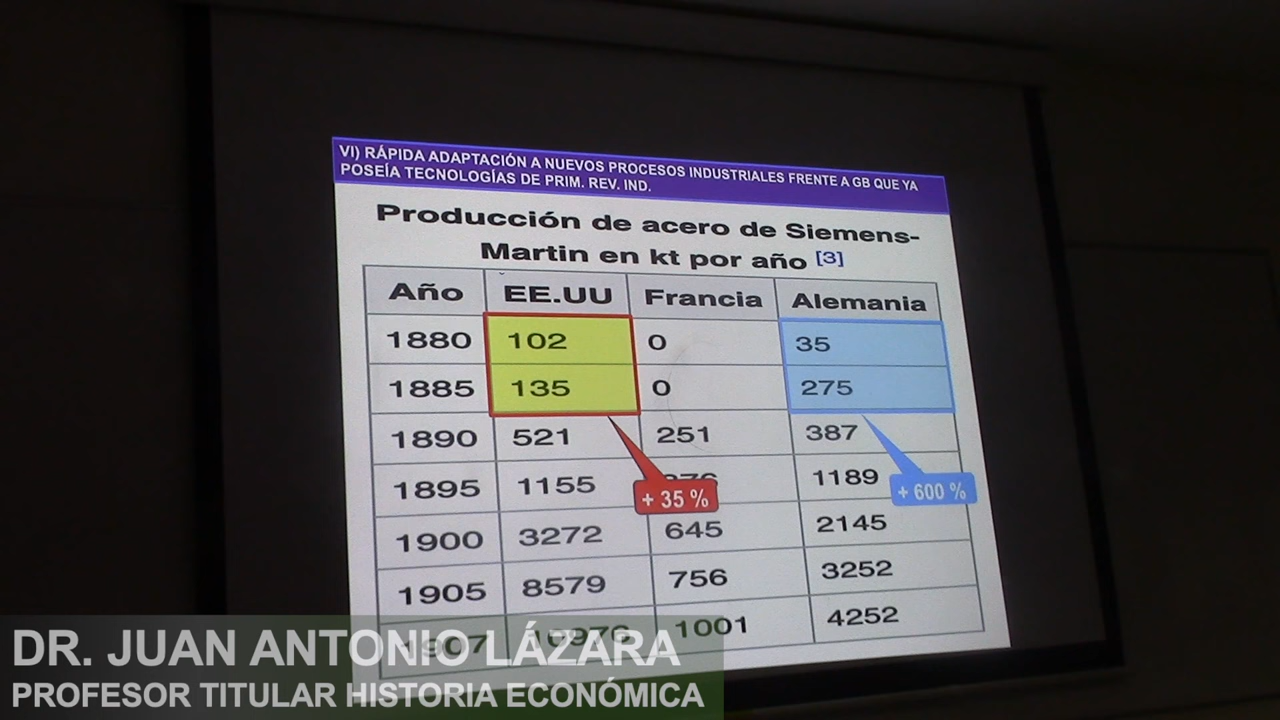 VI) RÁPIDA ADAPTACIÓN A NUEVOS PROCESOS INDUSTRIALES FRENTE A GB QUE YA
POSEÍA TECNOLOGÍAS DE PRIM. REV. IND.
Producción de acero de Siemens-
Martin en kt por año [3]
Año EE.UU Francia Alemania
1880 102 0 35
1885 135 0 275
1890 521 251 387
1895 1155 1189
+ 35 % + 600 %
1900 3272 645 2145
1905 8579 756 3252
1907 10976 1001 4252
DR. JUAN ANTONIO LÁZARA
PROFESOR TITULAR HISTORIA ECONÓMICA